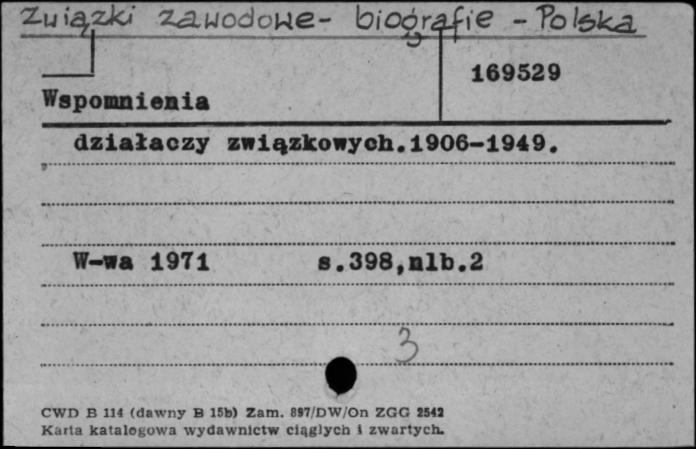 Związki zawodowe - biografie - Polska
169529
Wspomnienia
działaczy związkowych.1906-1949.
W-wa 1971 s.398,nlb.2
3
CWD B 114 (dawny B 15b) Zam. 897/DW/On ZGG 2542
Karta katalogowa wydawnictw ciągłych i zwartych.